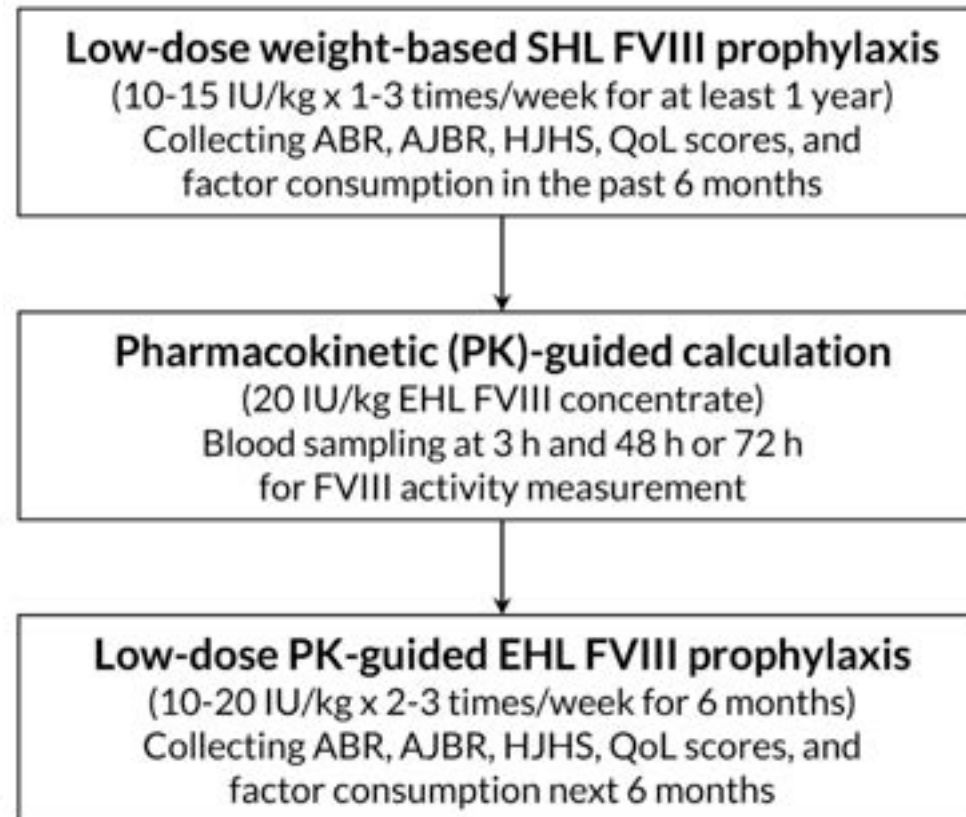 Low-dose weight-based SHL FVIII prophylaxis
(10-15 IU/kg x 1-3 times/week for at least 1 year)
Collecting ABR, AJBR, HJHS, QoL scores, and
factor consumption in the past 6 months
Pharmacokinetic (PK)-guided calculation
(20 IU/kg EHL FVIII concentrate)
Blood sampling at 3 h and 48 h or 72 h
for FVIII activity measurement
Low-dose PK-guided EHL FVIII prophylaxis
(10-20 IU/kg x 2-3 times/week for 6 months)
Collecting ABR, AJBR, HJHS, QoL scores, and
factor consumption next 6 months